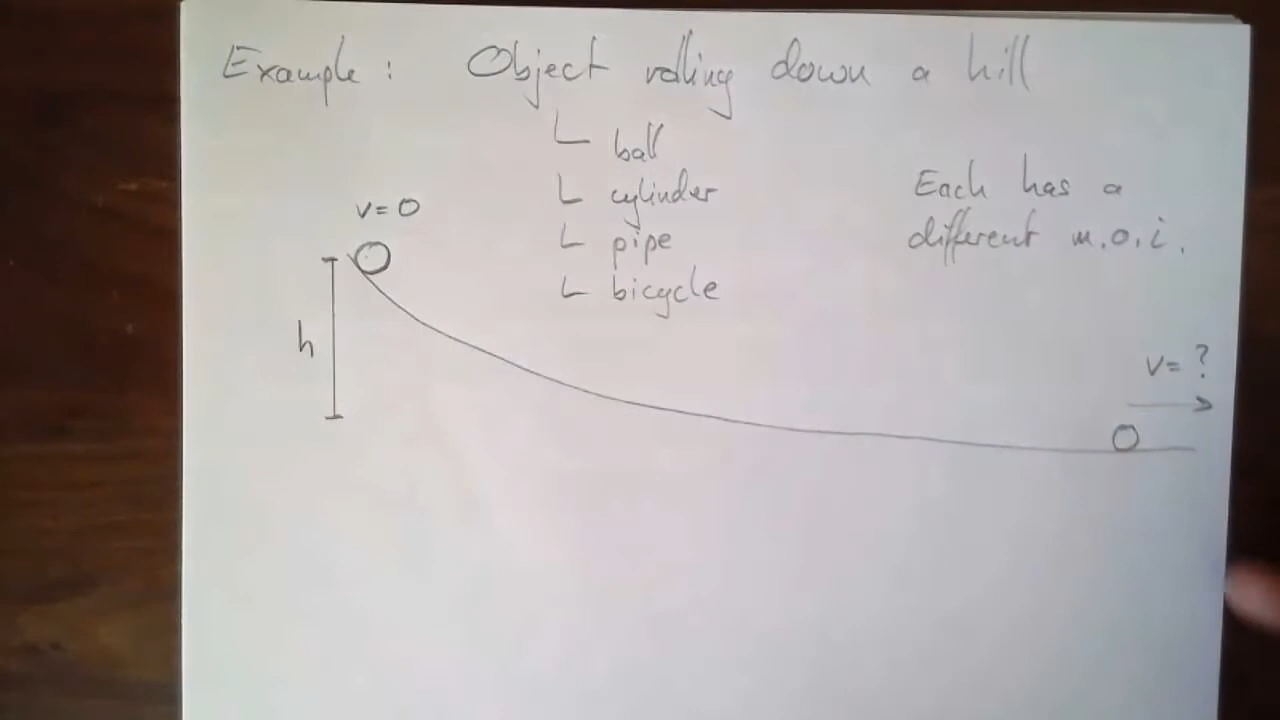 Example: Object rolling down a hill
ball
cylinder
pipe
bicycle
Each has a
different m.o.i.
v=0
h
v=?